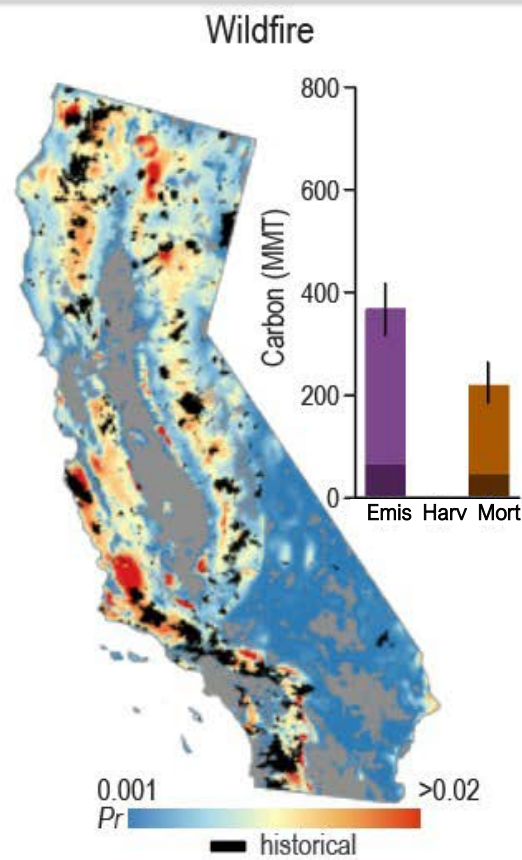 Wildfire
800
600
400
200
0
Carbon (MMT)
Emis Harv Mort
0.001 >0.02
Pr
historical